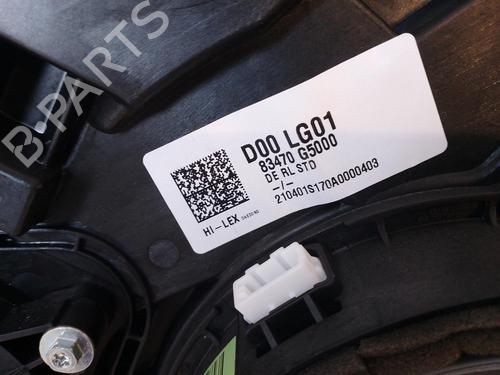 D00 LG01
83470 G5000
DE RL STD
-/-
210401S170A0000403
HI-LEX
B-PARTS